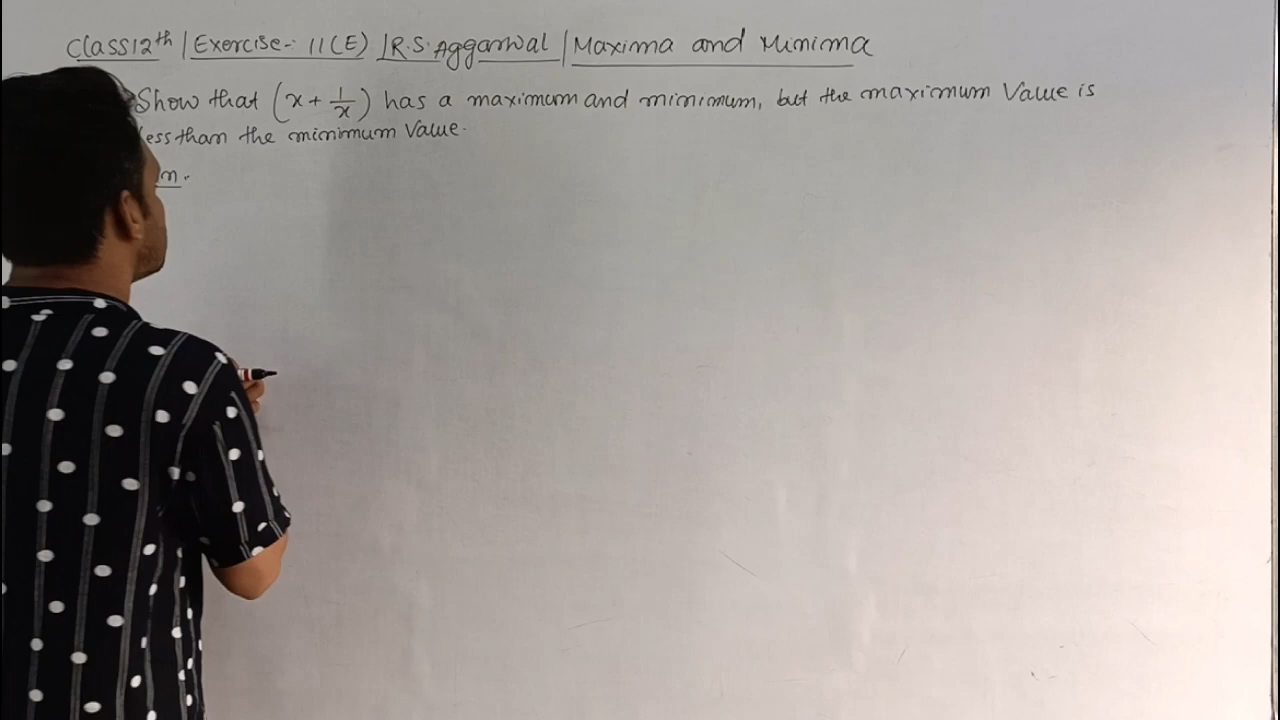 Class12th | Exercise- 11(E) | R.S. Aggarwal | Maxima and Minima
Show that (x + 1/x) has a maximum and minimum, but the maximum Value is
less than the minimum Value.